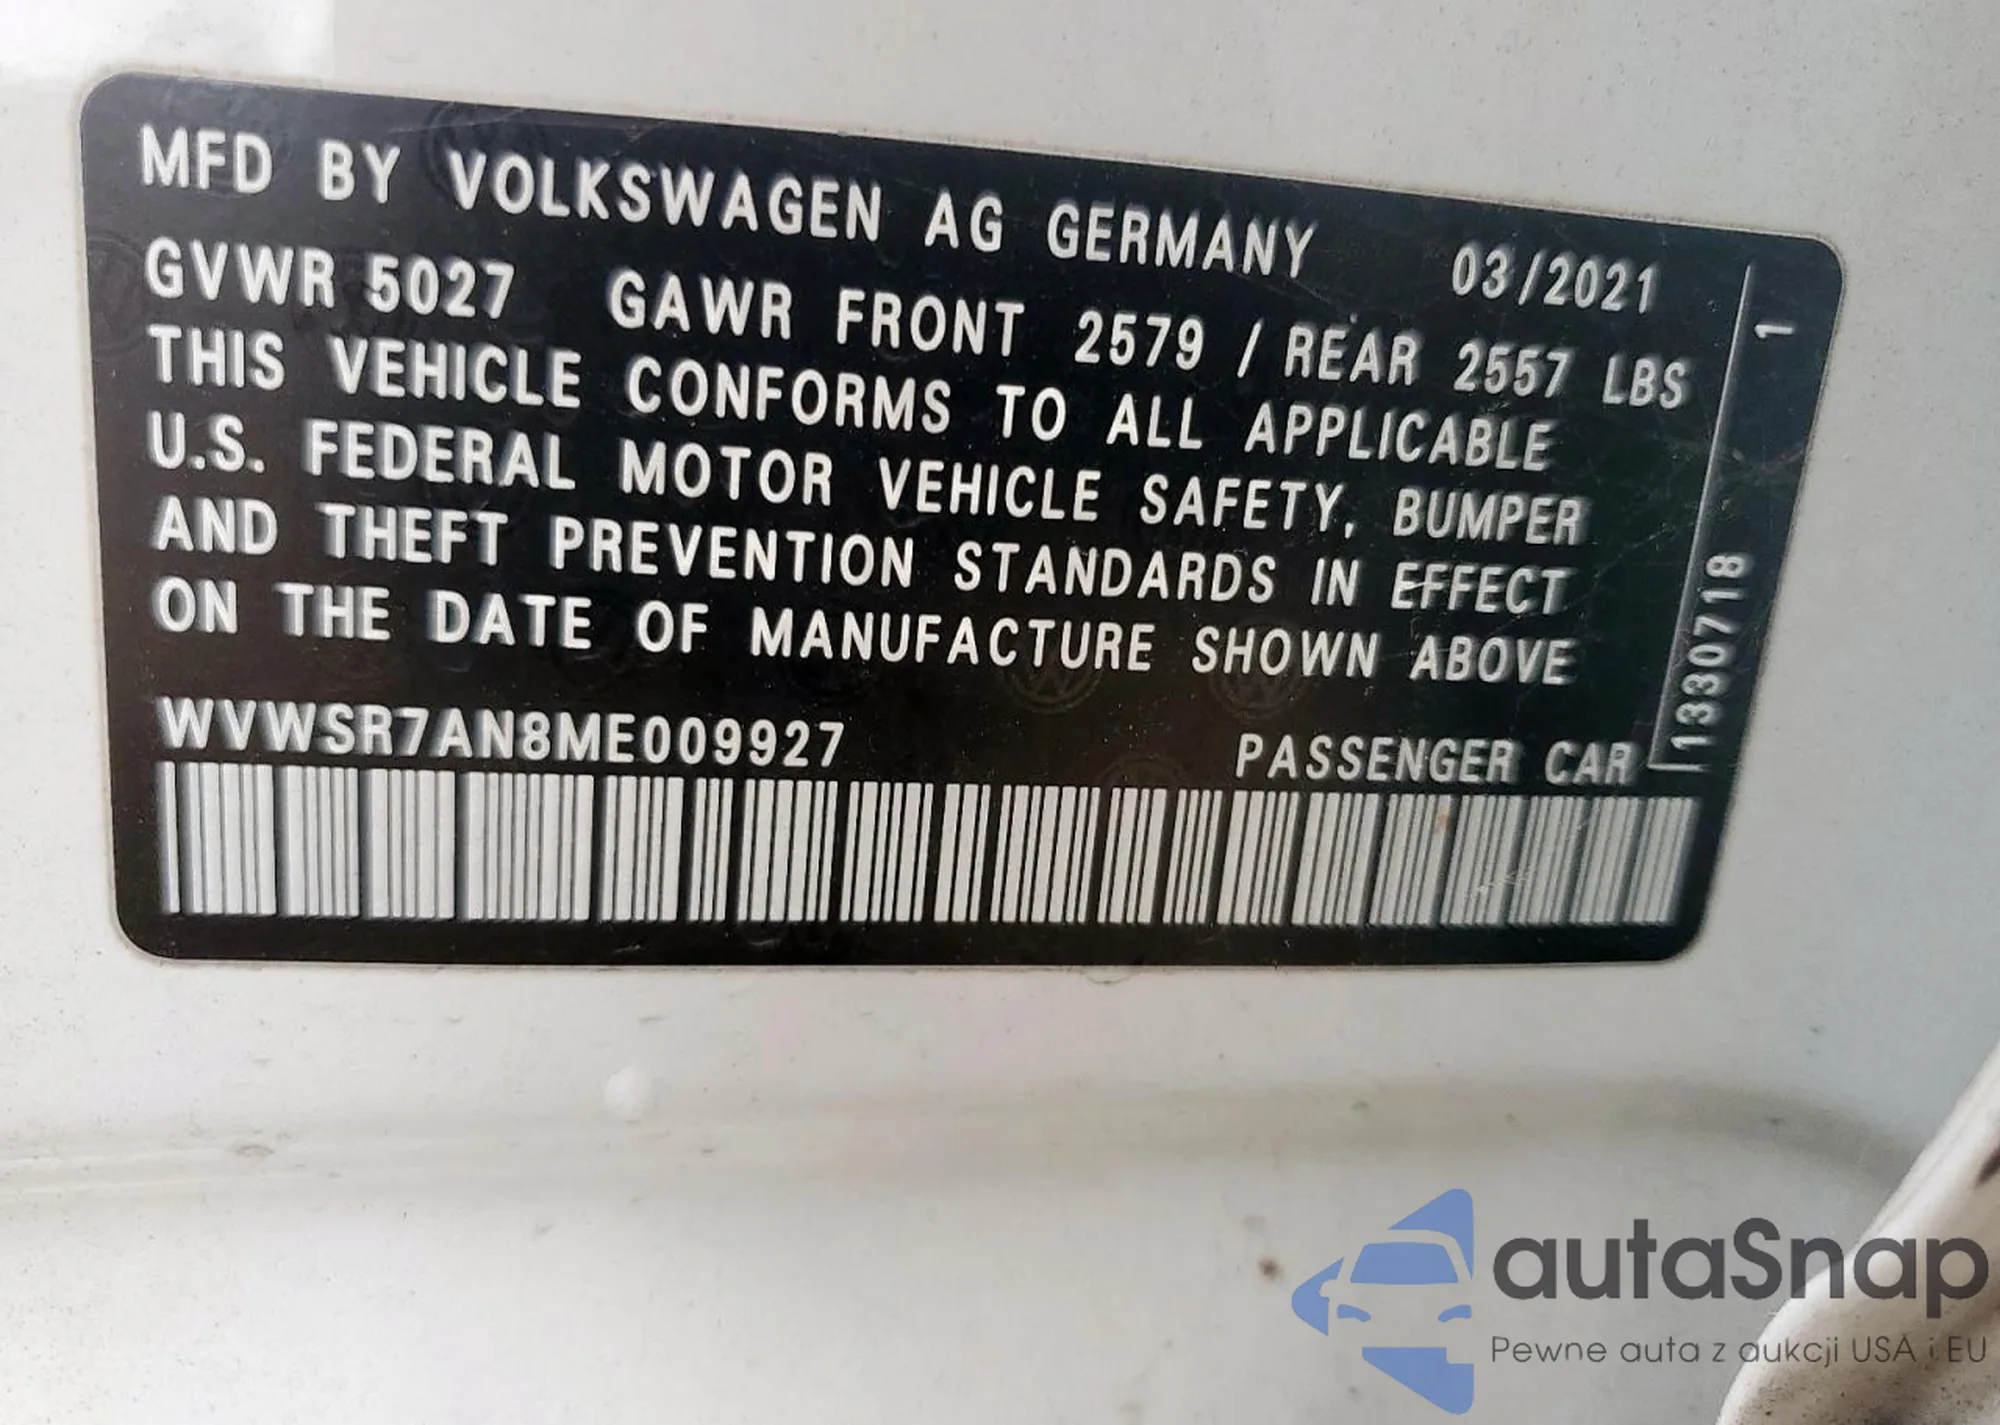 MFD BY VOLKSWAGEN AG GERMANY 03/2021
GVWR 5027 GAWR FRONT 2579 / REAR 2557 LBS
THIS VEHICLE CONFORMS TO ALL APPLICABLE
U.S. FEDERAL MOTOR VEHICLE SAFETY, BUMPER
AND THEFT PREVENTION STANDARDS IN EFFECT
ON THE DATE OF MANUFACTURE SHOWN ABOVE
WVWSR7AN8ME009927 PASSENGER CAR
1330718 1
autaSnap
Pewne auta z aukcji USA i EU